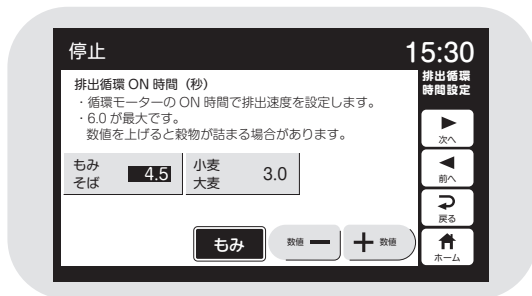 停止
15:30
排出循環 ON 時間（秒）
・循環モーターの ON 時間で排出速度を設定します。
・6.0 が最大です。
数値を上げると穀物が詰まる場合があります。
もみ
そば
4.5
小麦
大麦
3.0
もみ
数値 ー
＋ 数値
排出循環
時間設定
次へ
前へ
戻る
ホーム